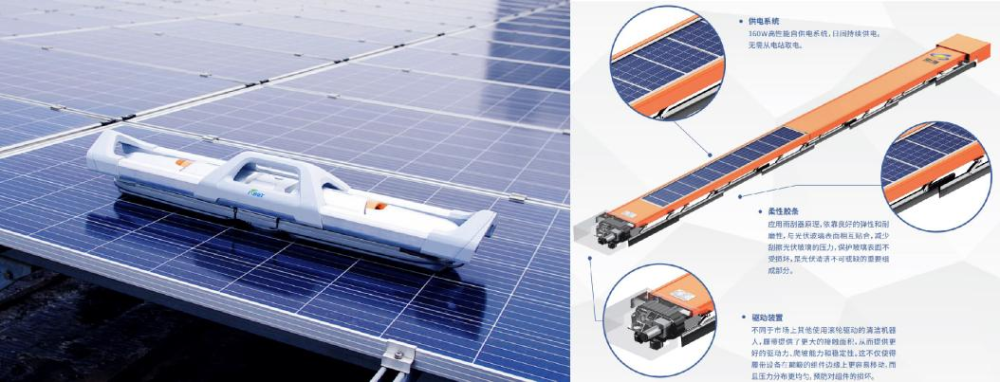 供电系统
360W高性能自供电系统，日间持续供电，
无需从电站取电。
柔性胶条
应用雨刮器原理，依靠良好的弹性和耐
磨性，与光伏玻璃表面相互贴合，减少
刮擦光伏玻璃的压力，保护玻璃表面不
受损坏，是光伏清洁不可或缺的重要组
成部分。
驱动装置
不同于市场上其他使用滚轮驱动的清洁机器
人，履带提供了更大的接触面积，从而提供更
好的驱动力、爬坡能力和稳定性。这不仅使得
履带设备在崎岖的组件边缘上更容易移动，而
且压力分布更均匀，预防对组件的损坏。